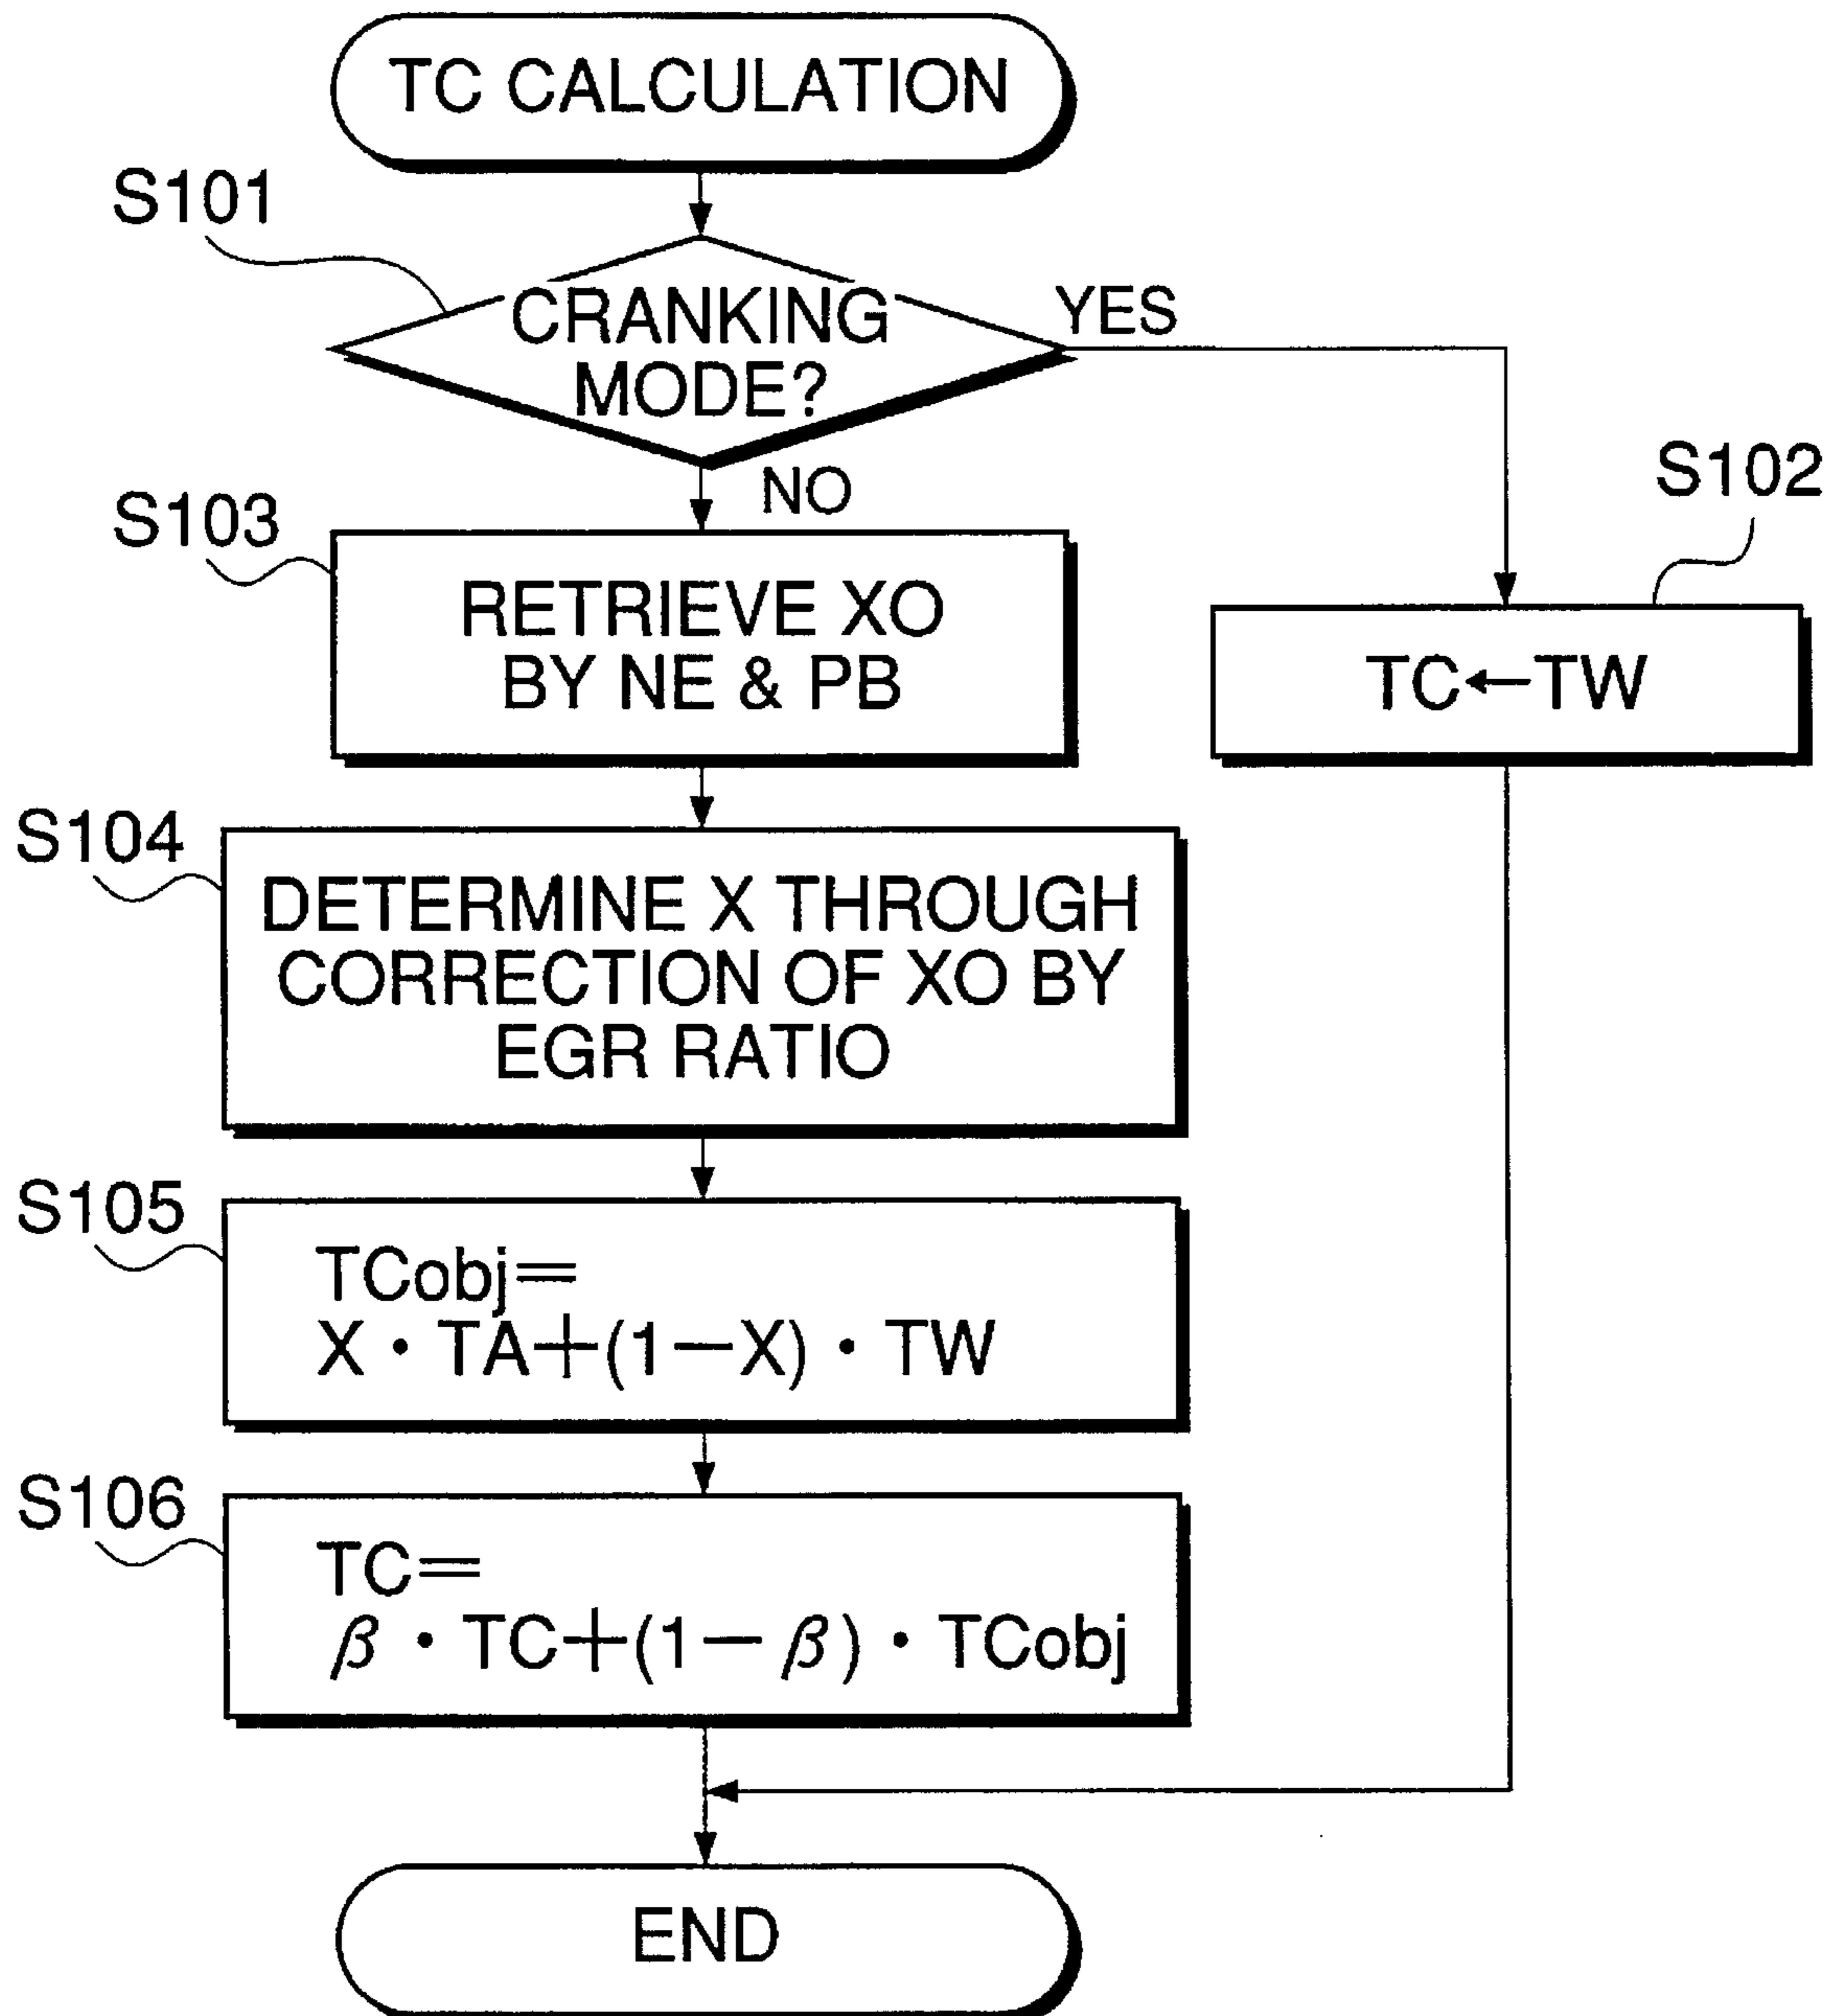 TC CALCULATION
S101
CRANKING
MODE?
YES
NO
S102
TC←TW
S103
RETRIEVE XO
BY NE & PB
S104
DETERMINE X THROUGH
CORRECTION OF XO BY
EGR RATIO
S105
TCobj=
X · TA+(1−X) · TW
S106
TC=
β · TC+(1−β) · TCobj
END